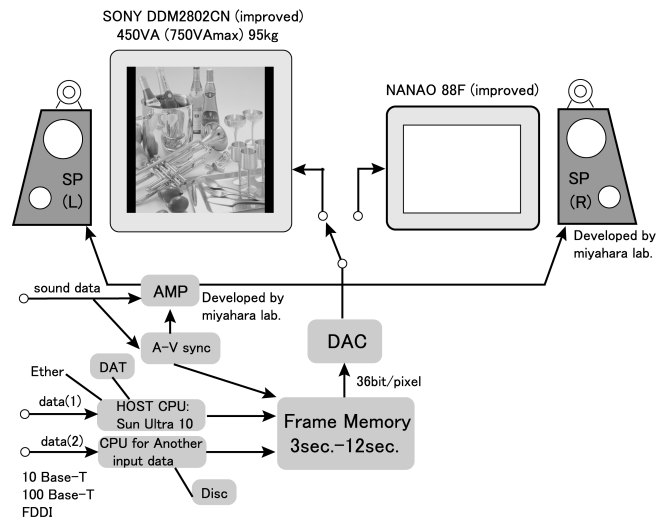 SONY DDM2802CN (improved)
450VA (750VAmax) 95kg
NANAO 88F (improved)
SP
(L)
SP
(R)
Developed by
miyahara lab.
sound data
AMP
Developed by
miyahara lab.
A-V sync
DAC
36bit/pixel
Ether
DAT
data(1)
HOST CPU:
Sun Ultra 10
Frame Memory
3sec.-12sec.
data(2)
CPU for Another
input data
10 Base-T
100 Base-T
FDDI
Disc